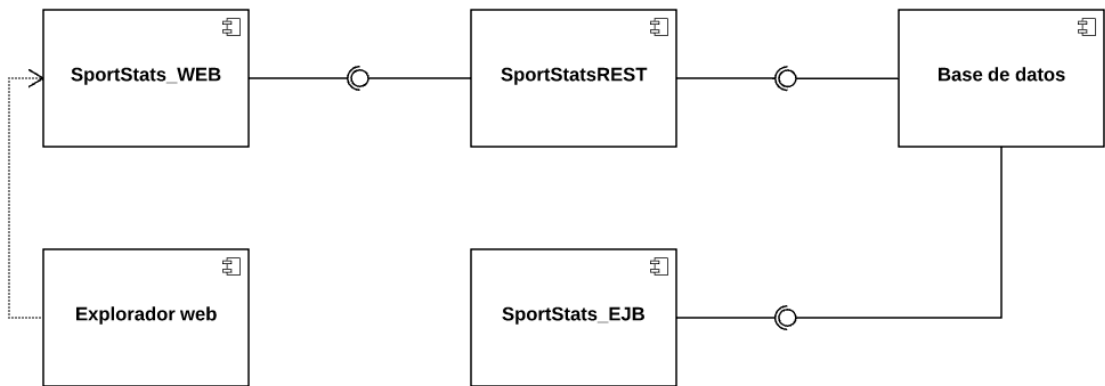 SportStats_WEB
SportStatsREST
Base de datos
Explorador web
SportStats_EJB